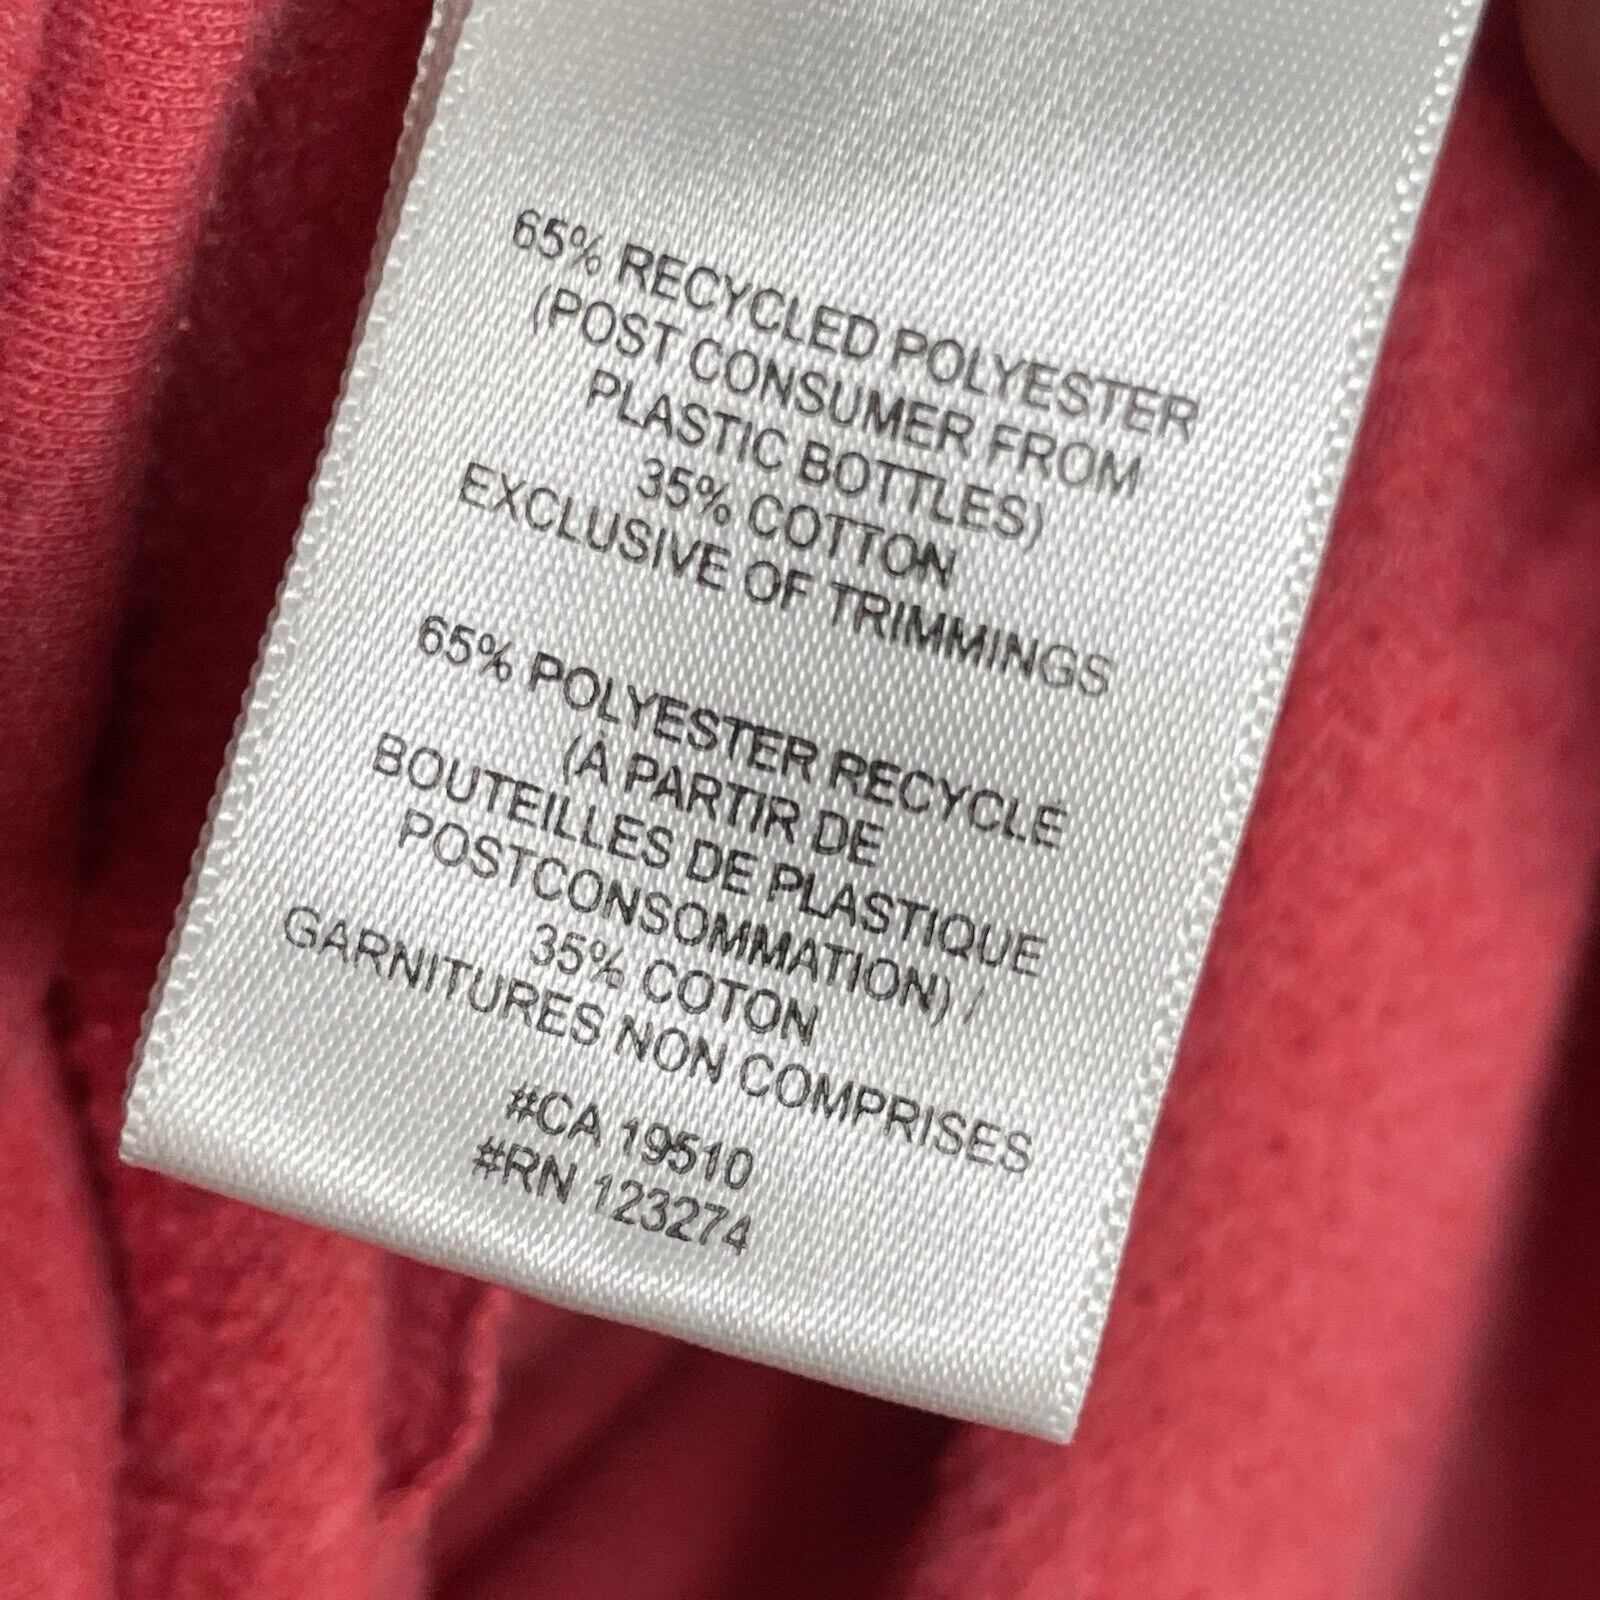 65% RECYCLED POLYESTER
(POST CONSUMER FROM
PLASTIC BOTTLES)
35% COTTON
EXCLUSIVE OF TRIMMINGS
65% POLYESTER RECYCLÉ
(À PARTIR DE
BOUTEILLES DE PLASTIQUE
POSTCONSOMMATION) /
35% COTON
GARNITURES NON COMPRISES
#CA 19510
#RN 123274